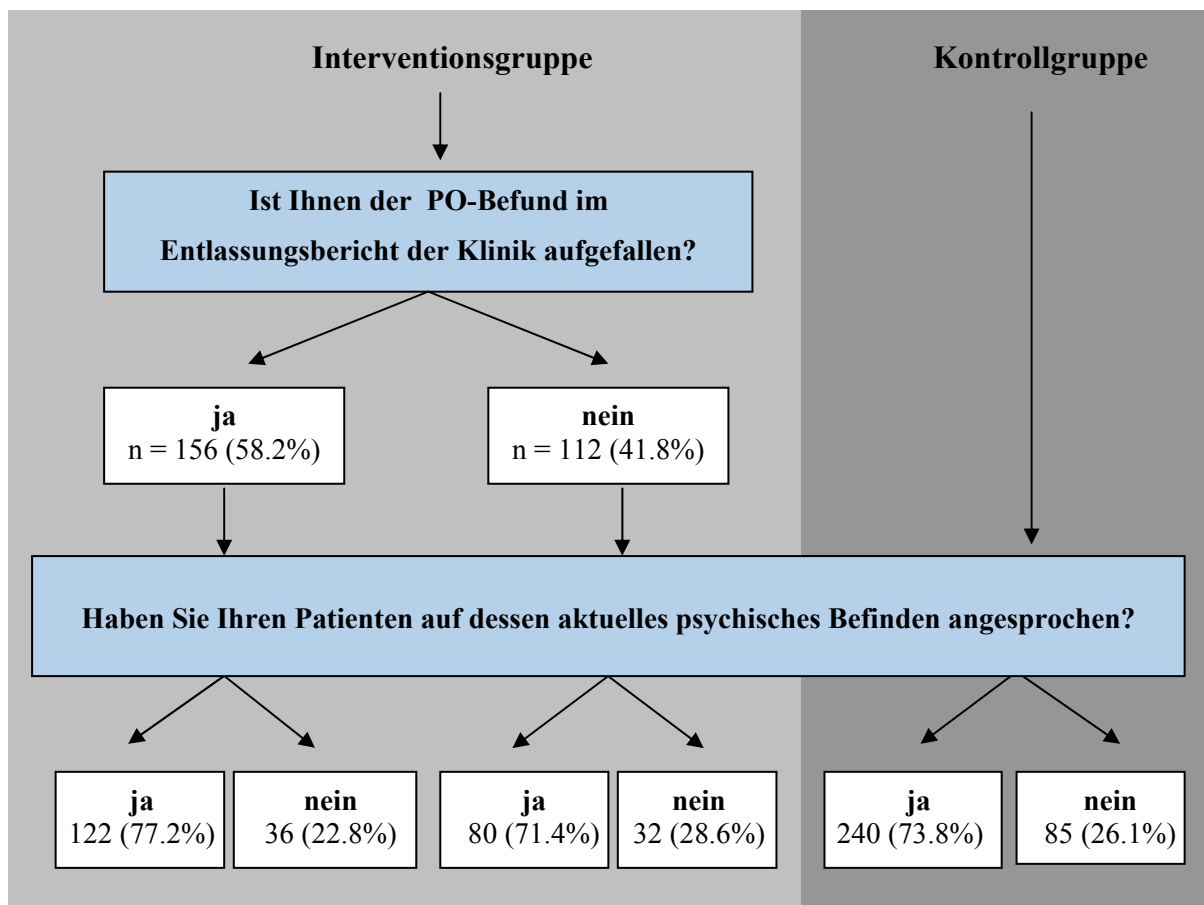 Interventionsgruppe
Kontrollgruppe
Ist Ihnen der PO-Befund im
Entlassungsbericht der Klinik aufgefallen?
ja
n = 156 (58.2%)
nein
n = 112 (41.8%)
Haben Sie Ihren Patienten auf dessen aktuelles psychisches Befinden angesprochen?
ja
122 (77.2%)
nein
36 (22.8%)
ja
80 (71.4%)
nein
32 (28.6%)
ja
240 (73.8%)
nein
85 (26.1%)